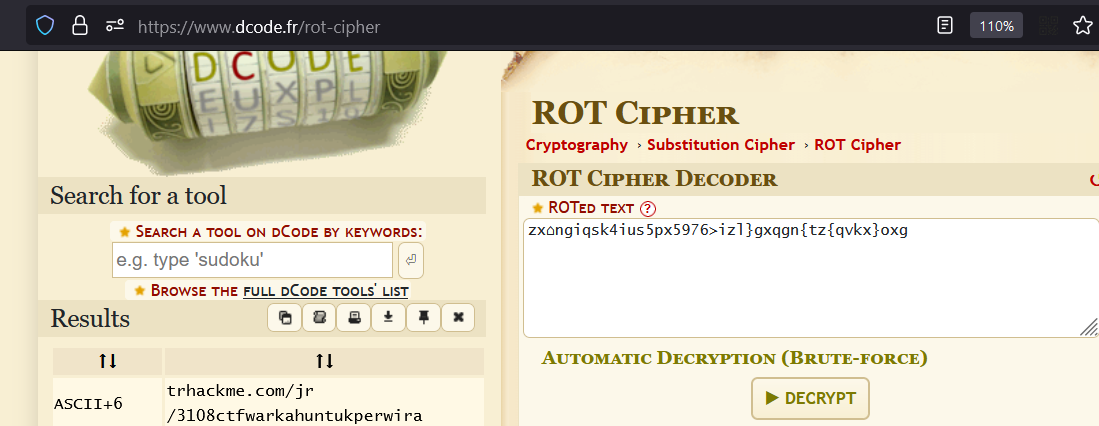 https://www.dcode.fr/rot-cipher
110%
DCODE
ROT CIPHER
Cryptography › Substitution Cipher › ROT Cipher
ROT CIPHER DECODER
Search for a tool
★ SEARCH A TOOL ON DCODE BY KEYWORDS:
e.g. type 'sudoku'
★ BROWSE THE FULL DCODE TOOLS' LIST
Results
↑↓ ↑↓
ASCII+6
trhackme.com/jr
/3108ctfwarkahuntukperwira
★ ROTED TEXT ?
zx⌂ngiqsk4ius5px5976>izl}gxqgn{tz{qvkx}oxg
AUTOMATIC DECRYPTION (BRUTE-FORCE)
▶ DECRYPT